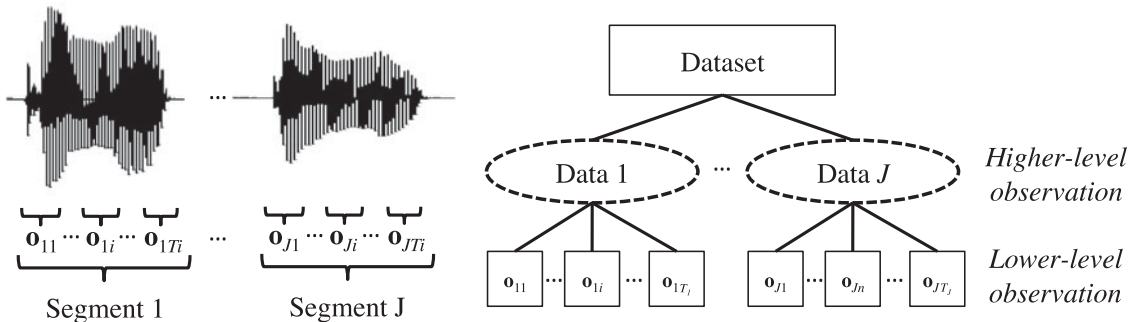 ...
o11 ... o1i ... o1Ti ... oJ1 ... oJi ... oJTi
Segment 1 Segment J
Dataset
Data 1 ... Data J
Higher-level
observation
o11 ... o1i ... o1TI oJ1 ... oJn ... oJTJ
Lower-level
observation